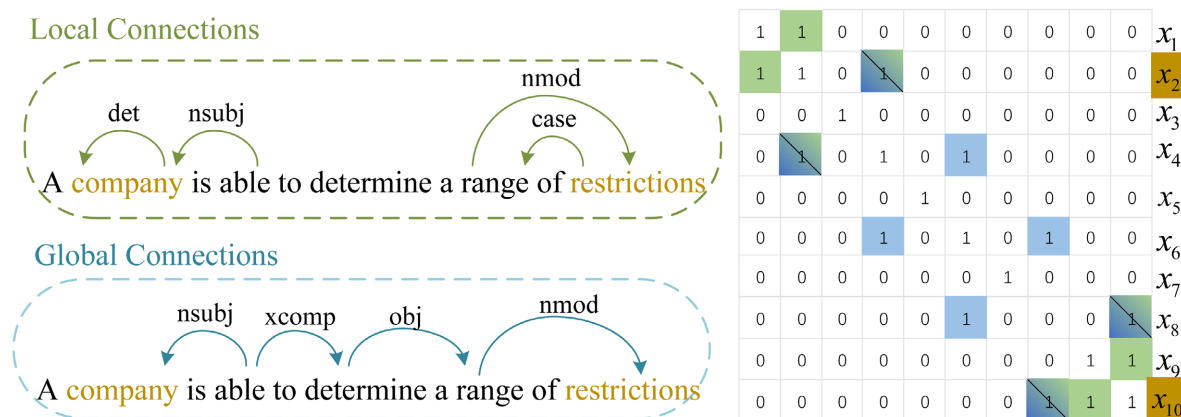 Local Connections
nmod
det nsubj case
A company is able to determine a range of restrictions
Global Connections
nsubj xcomp obj nmod
A company is able to determine a range of restrictions
1 1 0 0 0 0 0 0 0 0 x1
1 1 0 1 0 0 0 0 0 0 x2
0 0 1 0 0 0 0 0 0 0 x3
0 1 0 1 0 1 0 0 0 0 x4
0 0 0 0 1 0 0 0 0 0 x5
0 0 0 1 0 1 0 1 0 0 x6
0 0 0 0 0 0 1 0 0 0 x7
0 0 0 0 0 1 0 0 0 1 x8
0 0 0 0 0 0 0 0 1 1 x9
0 0 0 0 0 0 0 1 1 1 x10